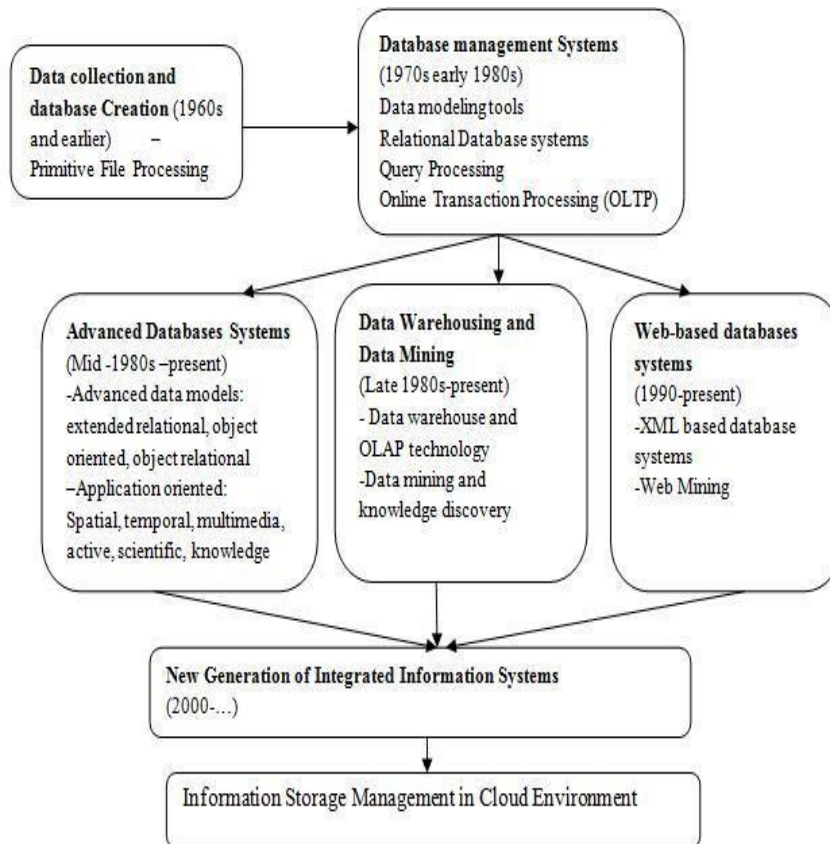 Data collection and
database Creation (1960s
and earlier) –
Primitive File Processing
Database management Systems
(1970s early 1980s)
Data modeling tools
Relational Database systems
Query Processing
Online Transaction Processing (OLTP)
Advanced Databases Systems
(Mid -1980s –present)
-Advanced data models:
extended relational, object
oriented, object relational
–Application oriented:
Spatial, temporal, multimedia,
active, scientific, knowledge
Data Warehousing and
Data Mining
(Late 1980s-present)
- Data warehouse and
OLAP technology
-Data mining and
knowledge discovery
Web-based databases
systems
(1990-present)
-XML based database
systems
-Web Mining
New Generation of Integrated Information Systems
(2000-...)
Information Storage Management in Cloud Environment